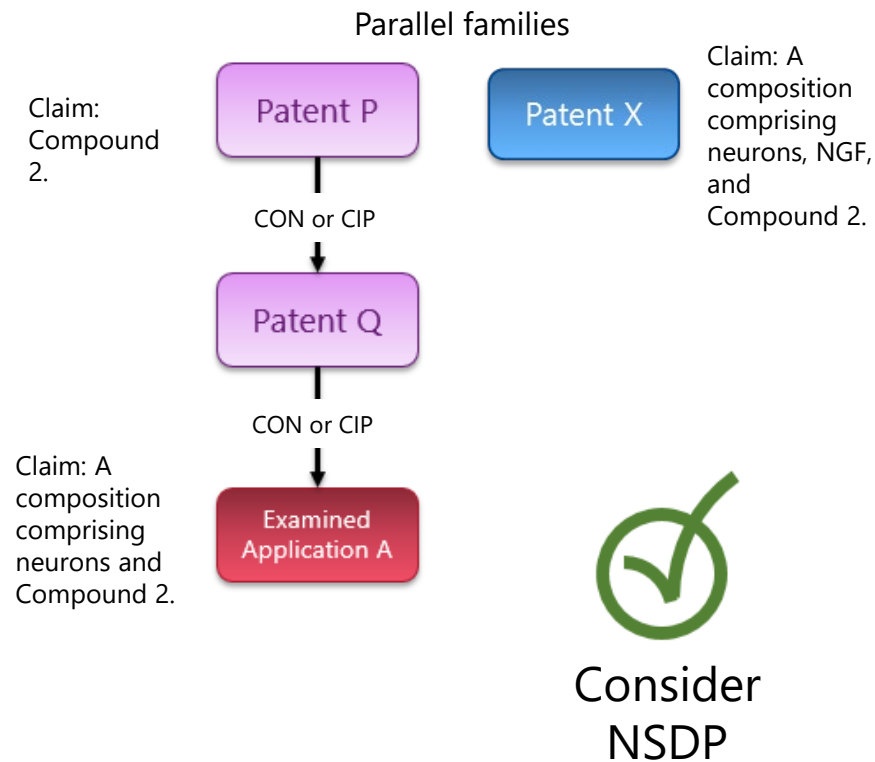 Parallel families
Claim:
Compound
2.
Patent P
Patent X
Claim: A
composition
comprising
neurons, NGF,
and
Compound 2.
CON or CIP
Patent Q
CON or CIP
Claim: A
composition
comprising
neurons and
Compound 2.
Examined
Application A
Consider
NSDP